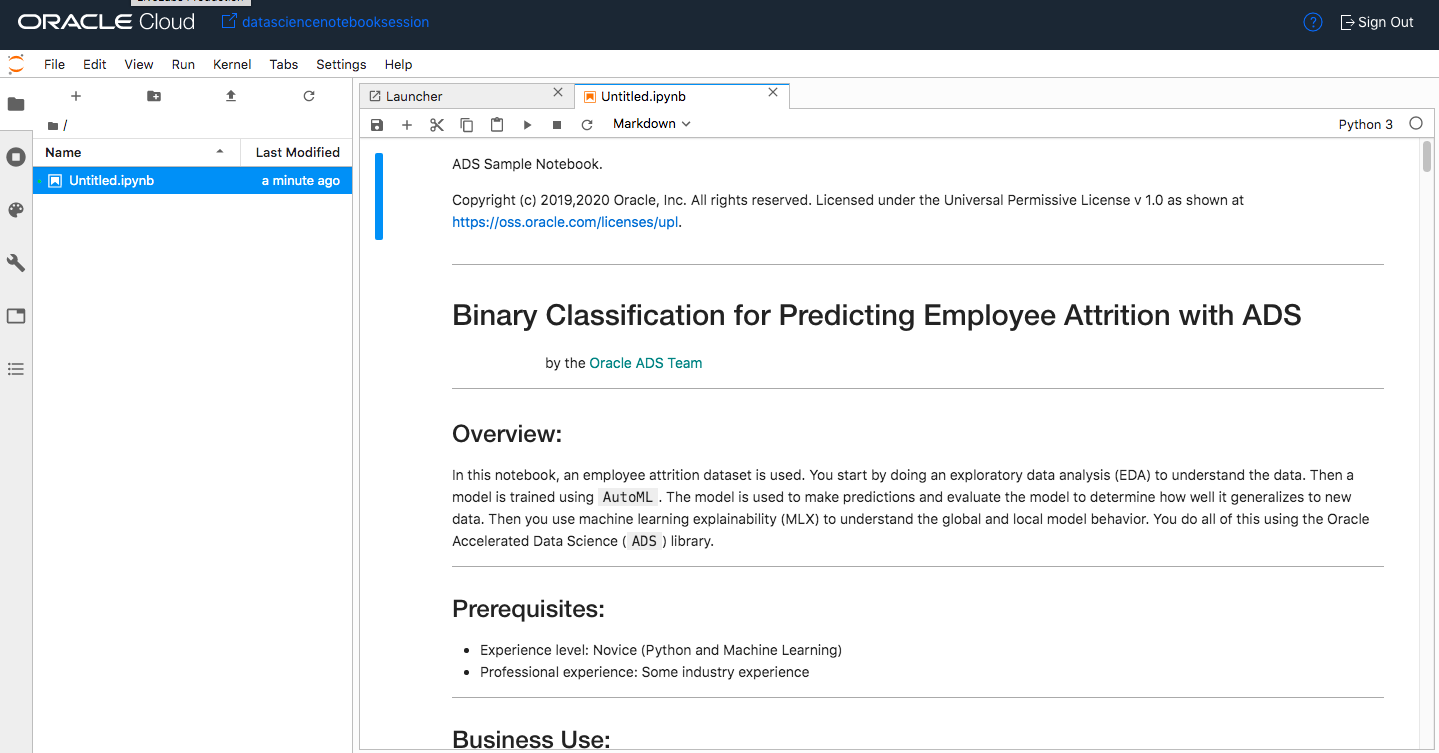 ORACLE Cloud
datasciencenotebooksession
? Sign Out
File Edit View Run Kernel Tabs Settings Help
Launcher
Untitled.ipynb
/
Markdown
Python 3
Name
Last Modified
Untitled.ipynb
a minute ago
ADS Sample Notebook.
Copyright (c) 2019,2020 Oracle, Inc. All rights reserved. Licensed under the Universal Permissive License v 1.0 as shown at
https://oss.oracle.com/licenses/upl.
Binary Classification for Predicting Employee Attrition with ADS
by the Oracle ADS Team
Overview:
In this notebook, an employee attrition dataset is used. You start by doing an exploratory data analysis (EDA) to understand the data. Then a
model is trained using AutoML . The model is used to make predictions and evaluate the model to determine how well it generalizes to new
data. Then you use machine learning explainability (MLX) to understand the global and local model behavior. You do all of this using the Oracle
Accelerated Data Science ( ADS ) library.
Prerequisites:
• Experience level: Novice (Python and Machine Learning)
• Professional experience: Some industry experience
Business Use: